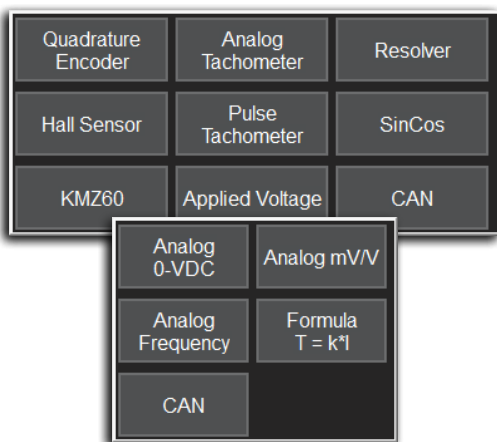 Quadrature
Encoder
Analog
Tachometer
Resolver
Hall Sensor
Pulse
Tachometer
SinCos
KMZ60
Applied Voltage
CAN
Analog
0-VDC
Analog mV/V
Analog
Frequency
Formula
T = k*I
CAN